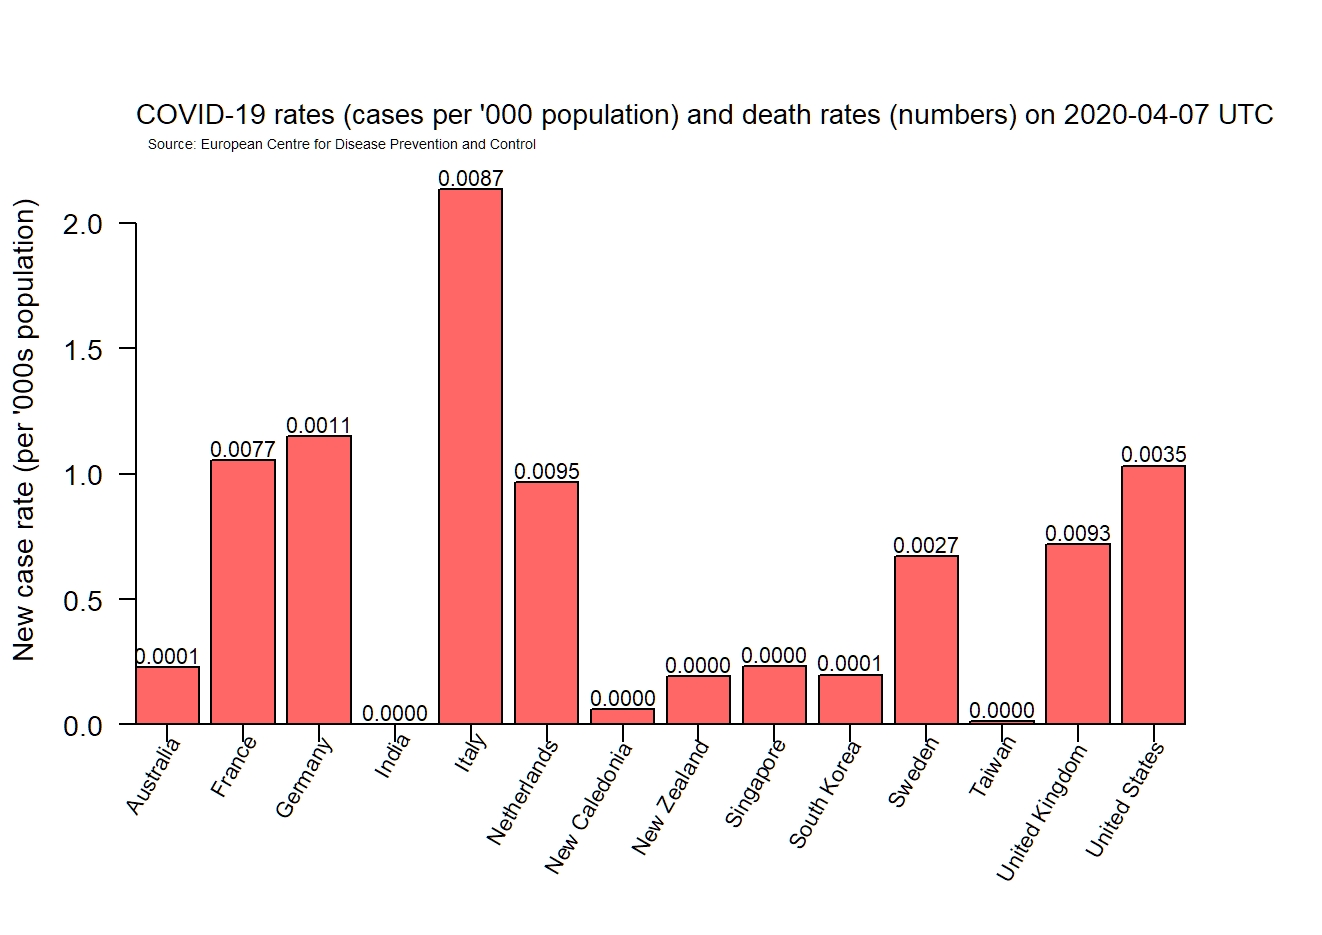 COVID-19 rates (cases per '000 population) and death rates (numbers) on 2020-04-07 UTC
Source: European Centre for Disease Prevention and Control
New case rate (per '000s population)
2.0
1.5
1.0
0.5
0.0
0.0001
0.0077
0.0011
0.0000
0.0087
0.0095
0.0000
0.0000
0.0000
0.0001
0.0027
0.0000
0.0093
0.0035
Australia
France
Germany
India
Italy
Netherlands
New Caledonia
New Zealand
Singapore
South Korea
Sweden
Taiwan
United Kingdom
United States